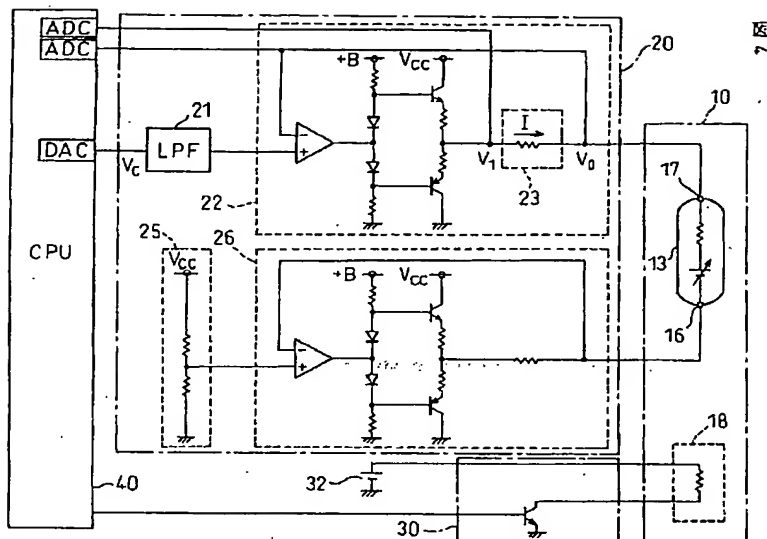 ADC
ADC
DAC
CPU
40
VC
21
LPF
22
+B
VCC
V1
I
23
V0
20
図
10
17
13
16
25
VCC
26
+B
VCC
18
32
30